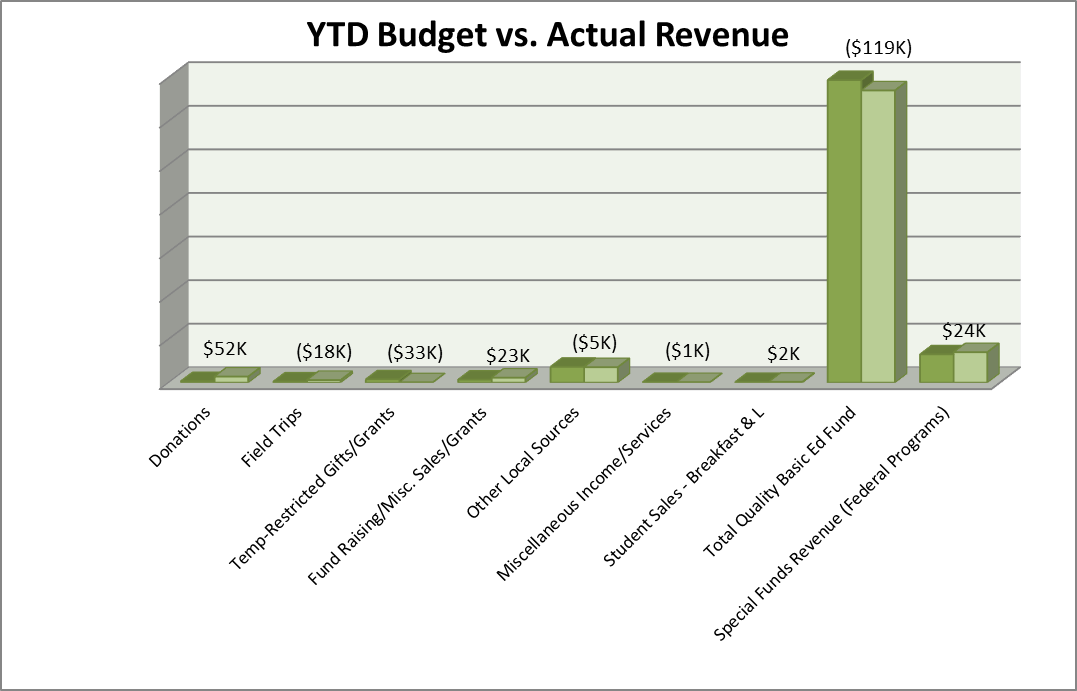 YTD Budget vs. Actual Revenue
($119K)
$52K
($18K)
($33K)
$23K
($5K)
($1K)
$2K
$24K
Donations
Field Trips
Temp-Restricted Gifts/Grants
Fund Raising/Misc. Sales/Grants
Other Local Sources
Miscellaneous Income/Services
Student Sales - Breakfast & L
Total Quality Basic Ed Fund
Special Funds Revenue (Federal Programs)